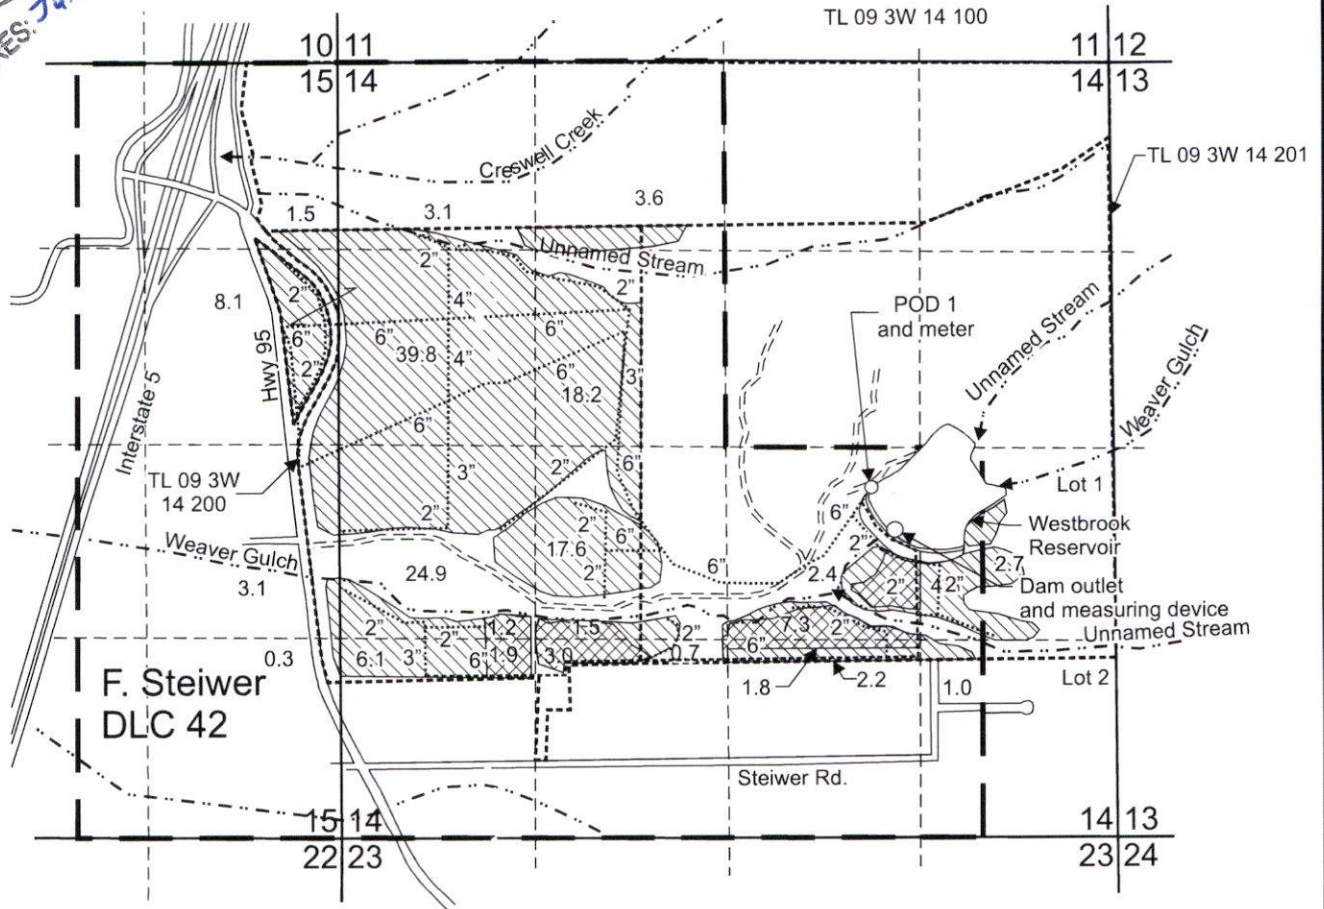 TL 09 3W 14 100
10 11
11 12
15 14
14 13
Creswell Creek
TL 09 3W 14 201
1.5
3.1
3.6
Unnamed Stream
2"
2"
8.1
2"
4"
POD 1
and meter
Unnamed Stream
Hwy 95
6"
6"
39.8
4"
6"
6"
18.2
3"
2"
Weaver Gulch
Interstate 5
6"
TL 09 3W
14 200
3"
2"
6"
Lot 1
2"
2"
6"
6"
Westbrook
Reservoir
Weaver Gulch
17.6
2"
2"
2.7
24.9
6"
2.4
3.1
2"
4"
2"
Dam outlet
and measuring device
Unnamed Stream
2"
2"
1.2
1.5
2"
7.3
2"
0.3
6.1
3"
6"
1.9
3.0
0.7
6"
F. Steiwer
DLC 42
1.8
2.2
1.0
Lot 2
Steiwer Rd.
15 14
14 13
22 23
23 24